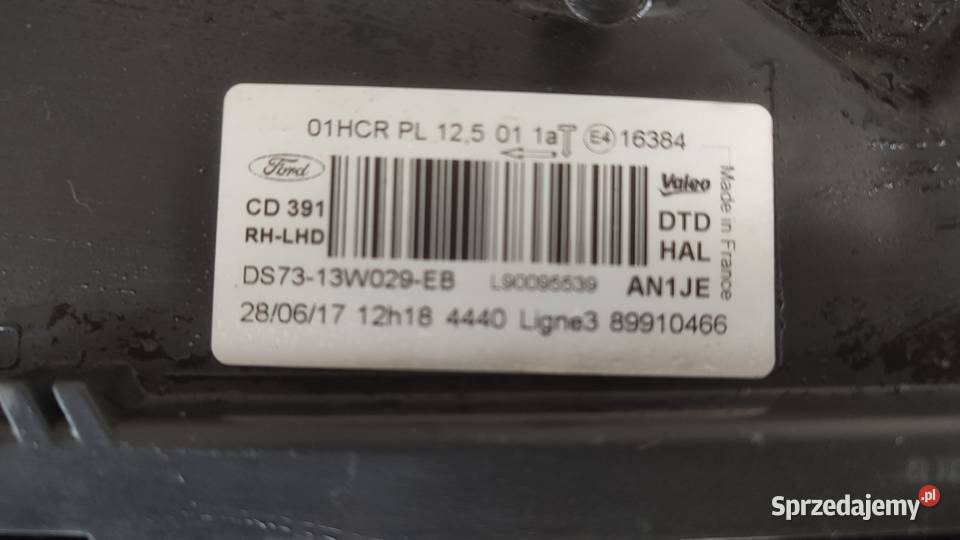 01HCR PL 12,5 01 1a E4 16384
Ford
Valeo
Made in France
CD 391
DTD
RH-LHD
HAL
DS73-13W029-EB L90095539 AN1JE
28/06/17 12h18 4440 Ligne3 89910466
Sprzedajemy.pl